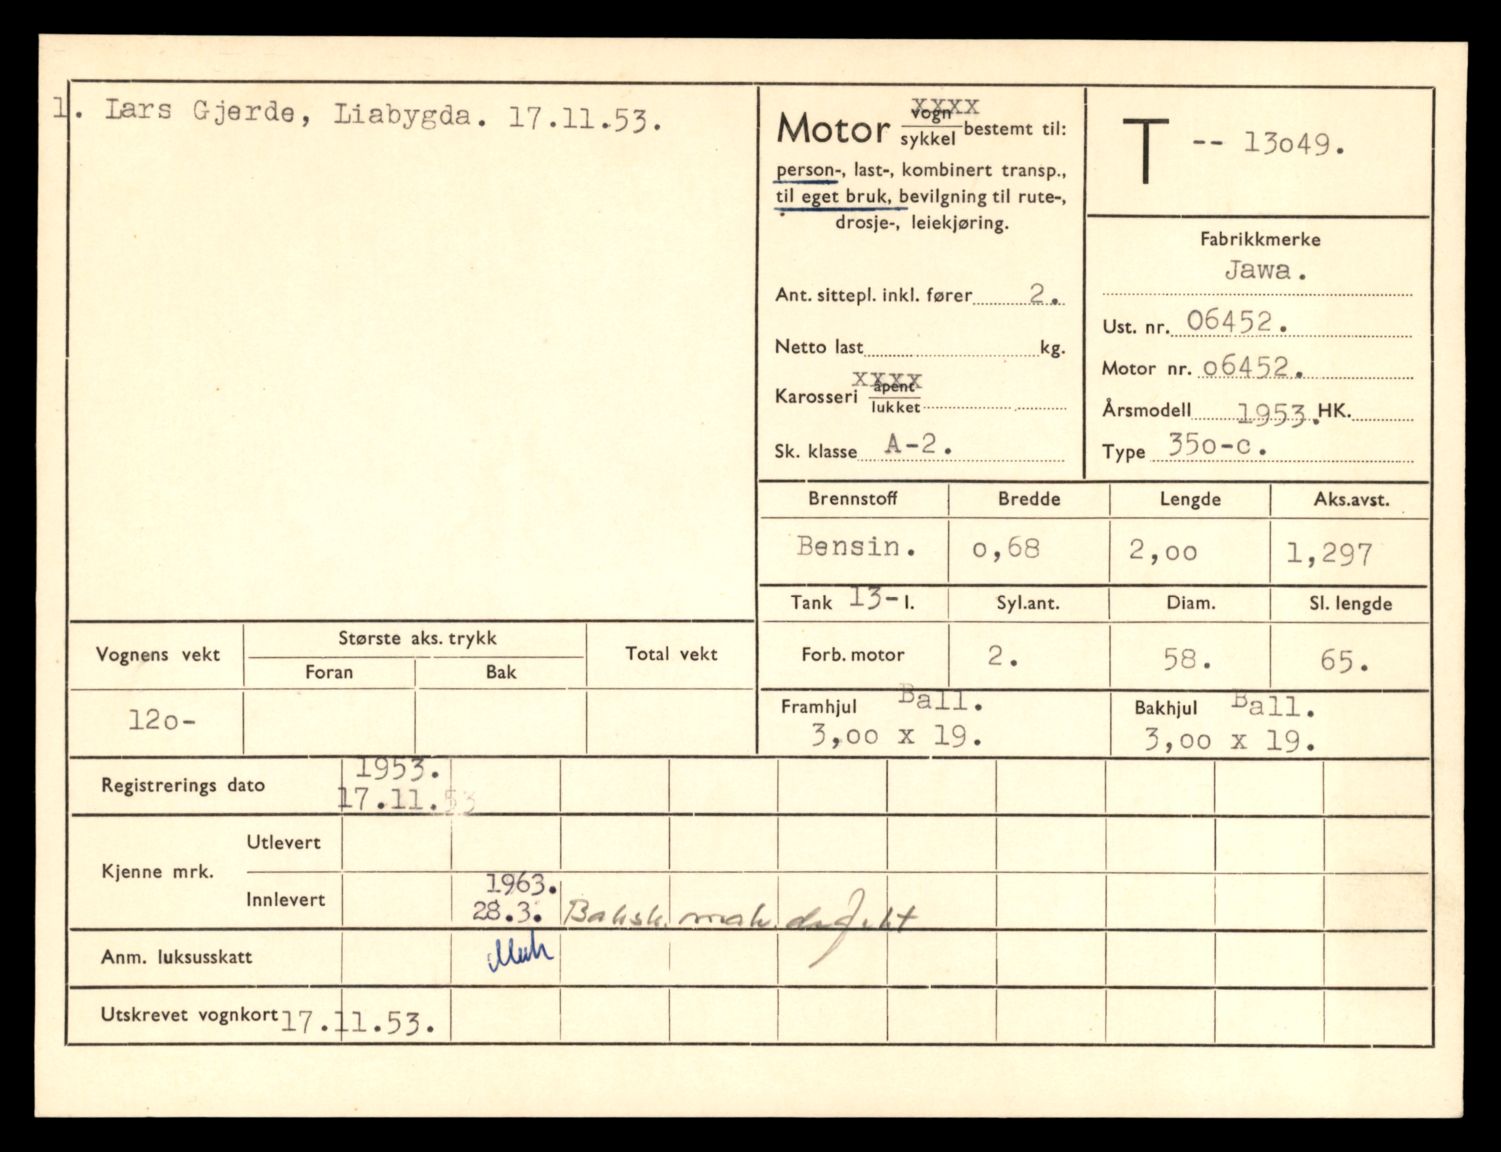 1. Lars Gjerde, Liabygda. 17.11.53.
Motor vogn xxxx
sykkel bestemt til:
person-, last-, kombinert transp.,
til eget bruk, bevilgning til rute-,
drosje-, leiekjøring.
Ant. sittepl. inkl. fører 2.
Netto last kg.
Karosseri åpent xxxx
lukket
Sk. klasse A-2.
T -- 13o49.
Fabrikkmerke
Jawa.
Ust. nr. 06452.
Motor nr. o6452.
Årsmodell 1953. HK.
Type 35o-c.
Brennstoff Bredde Lengde Aks.avst.
Bensin. o,68 2,oo 1,297
Tank 13- l. Syl.ant. Diam. Sl. lengde
Forb. motor 2. 58. 65.
Framhjul Ball. Bakhjul Ball.
3,oo x 19. 3,oo x 19.
Vognens vekt Største aks. trykk Total vekt
Foran Bak
12o-
Registrerings dato 1953.
17.11.53
Kjenne mrk. Utlevert
Innlevert 1963.
28.3. Baksk. mrk. defekt
Anm. luksusskatt
Utskrevet vognkort 17.11.53.